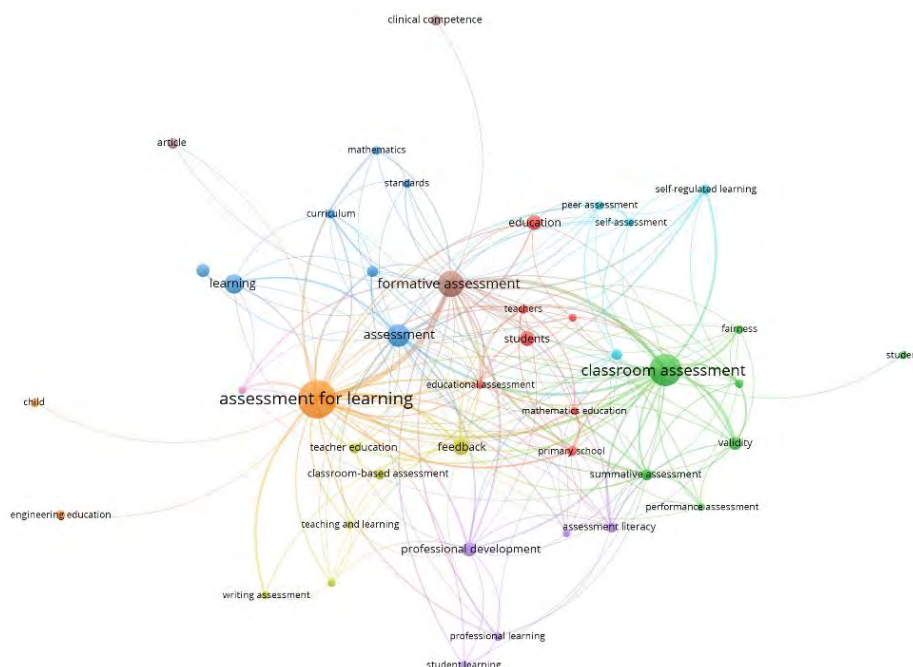 clinical competence
article
mathematics
standards
self-regulated learning
peer assessment
curriculum
education
self-assessment
learning
formative assessment
teachers
fairness
assessment
students
student
classroom assessment
educational assessment
assessment for learning
child
mathematics education
teacher education
feedback
validity
primary school
classroom-based assessment
summative assessment
performance assessment
engineering education
teaching and learning
assessment literacy
professional development
writing assessment
professional learning
student learning